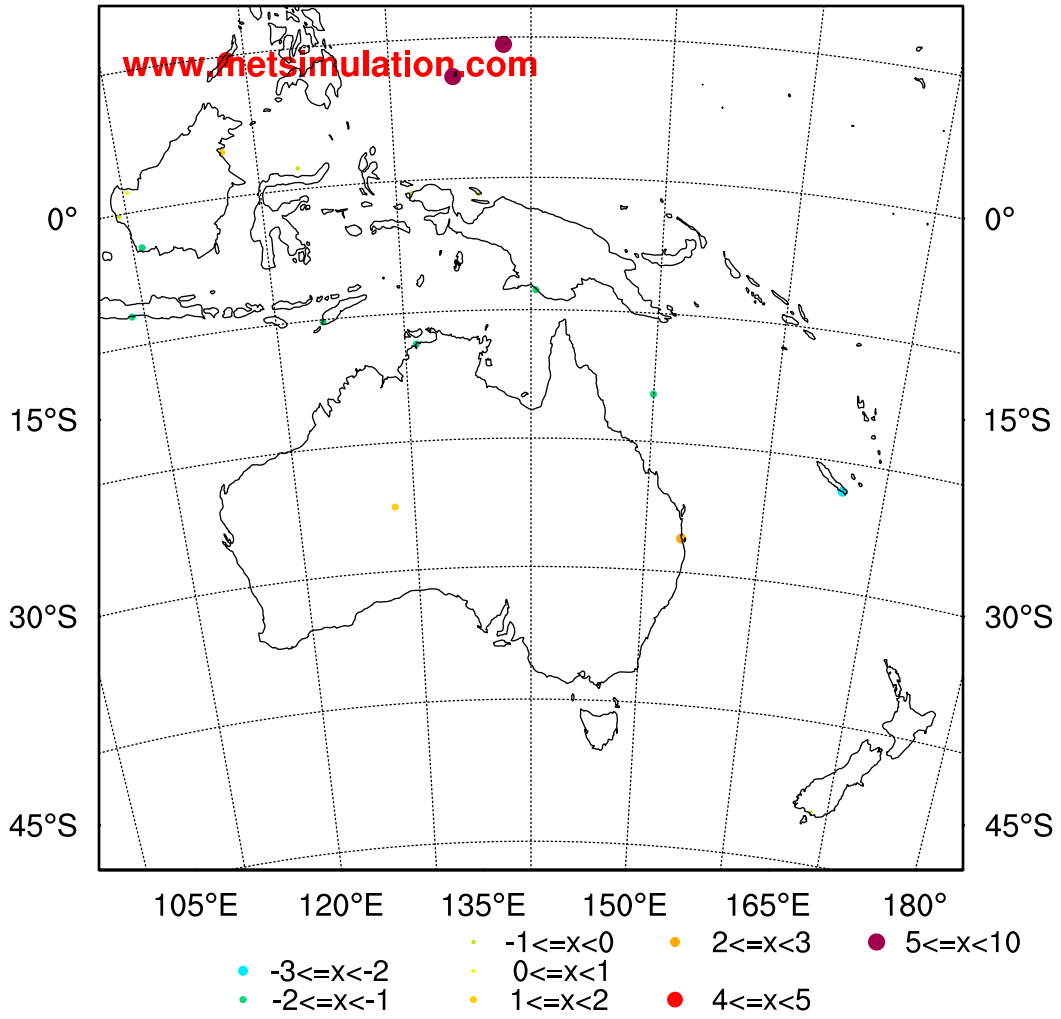 www.metsimulation.com
0° 0°
15°S 15°S
30°S 30°S
45°S 45°S
105°E 120°E 135°E 150°E 165°E 180°
-1<=x<0 2<=x<3 5<=x<10
-3<=x<-2 0<=x<1
-2<=x<-1 1<=x<2 4<=x<5